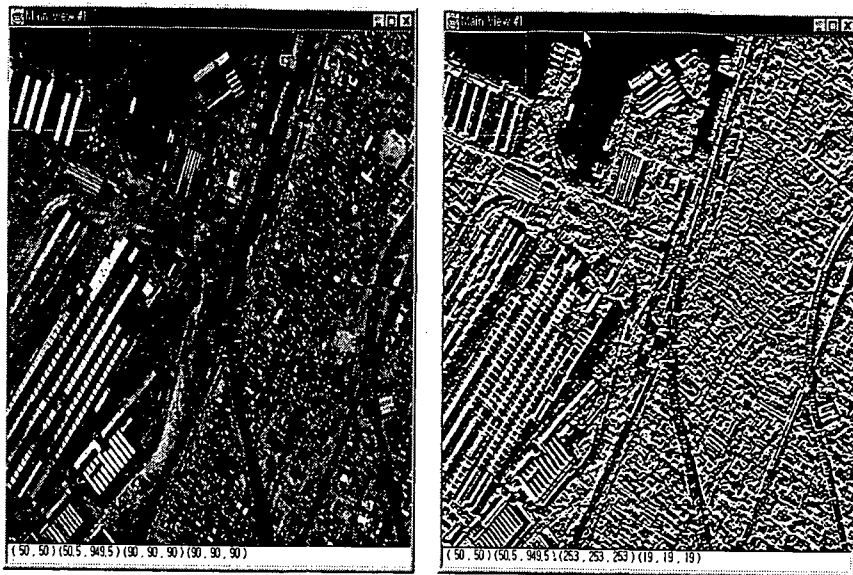 Main View #1
(50, 50)(50.5, 949.5)(90, 90, 90)(90, 90, 90)
Main View #1
(50, 50)(50.5, 949.5)(253, 253, 253)(19, 19, 19)